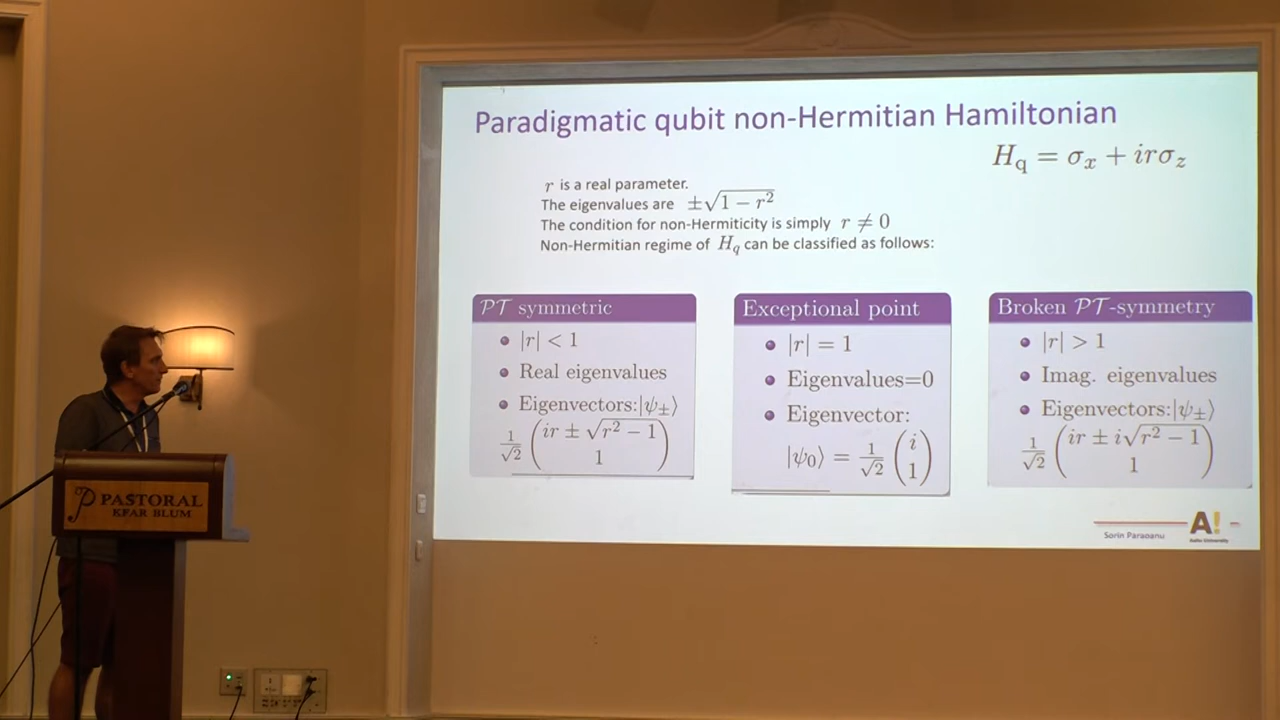 Paradigmatic qubit non-Hermitian Hamiltonian
H_q = σ_x + irσ_z
r is a real parameter.
The eigenvalues are ±√(1 − r²)
The condition for non-Hermiticity is simply r ≠ 0
Non-Hermitian regime of H_q can be classified as follows:
PT symmetric
|r| < 1
Real eigenvalues
Eigenvectors:|ψ±⟩
1/√2 (ir ± √(r² − 1)
1)
Exceptional point
|r| = 1
Eigenvalues=0
Eigenvector:
|ψ₀⟩ = 1/√2 (i
1)
Broken PT-symmetry
|r| > 1
Imag. eigenvalues
Eigenvectors:|ψ±⟩
1/√2 (ir ± i√(r² − 1)
1)
Sorin Paraoanu
A!
Aalto University
PASTORAL
KFAR BLUM